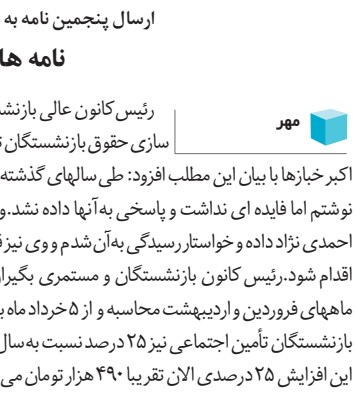 ارسال پنجمین نامه به
نامه ها
مهر
رئیس کانون عالی
سازی حقوق بازنشستگان
اکبر خبازها با بیان این مطلب افزود: طی سالهای گذشته
نوشتم اما فایده ای نداشت و پاسخی به آنها داده نشد.
احمدی نژاد داده و خواستار رسیدگی به آن شدم و وی نیز
اقدام شود.رئیس کانون بازنشستگان و مستمری
ماههای فروردین و اردیبهشت محاسبه و از ۵ خرداد ماه
بازنشستگان تأمین اجتماعی نیز ۲۵ درصد نسبت به سال
این افزایش ۲۵ درصدی الان تقریبا ۴۹۰ هزار تومان می